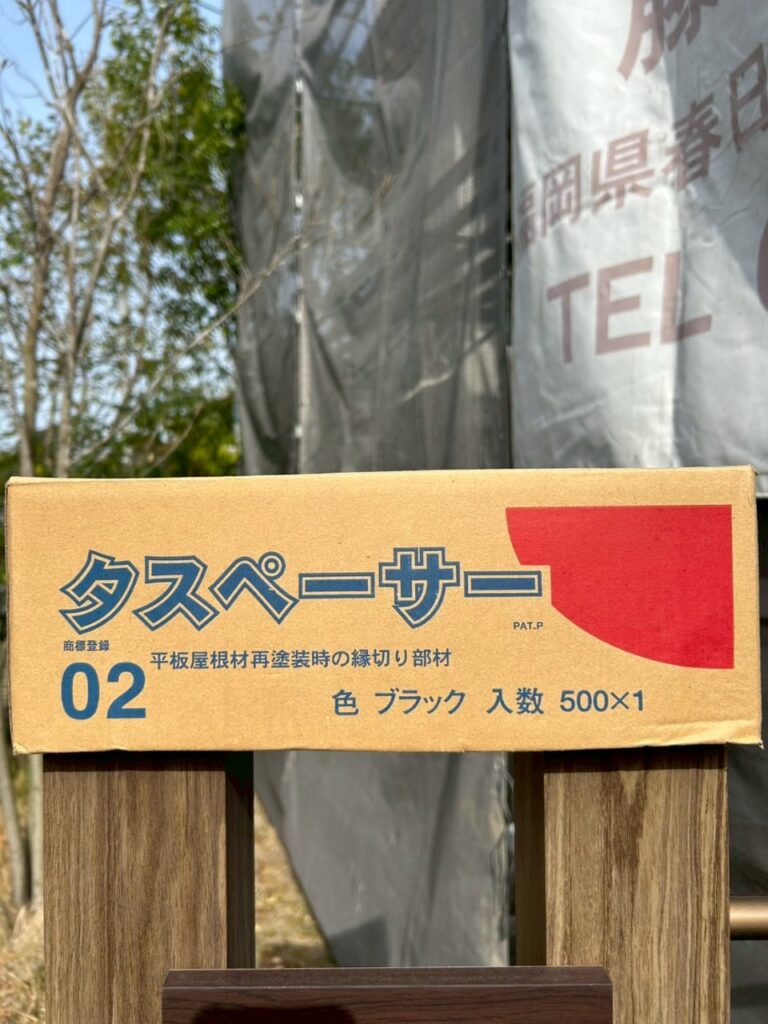 福岡県春日
TEL
タスペーサー
PAT.P
商標登録
02
平板屋根材再塗装時の縁切り部材
色 ブラック 入数 500×1